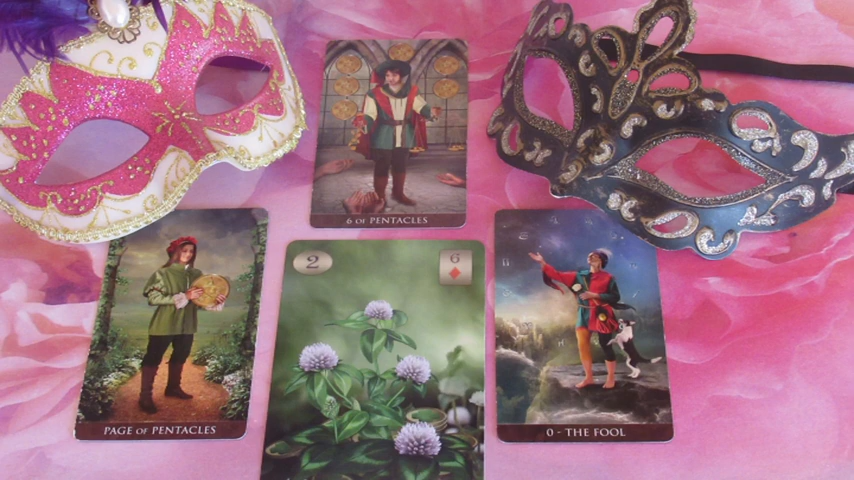 6 OF PENTACLES
PAGE OF PENTACLES
2
6
0 - THE FOOL